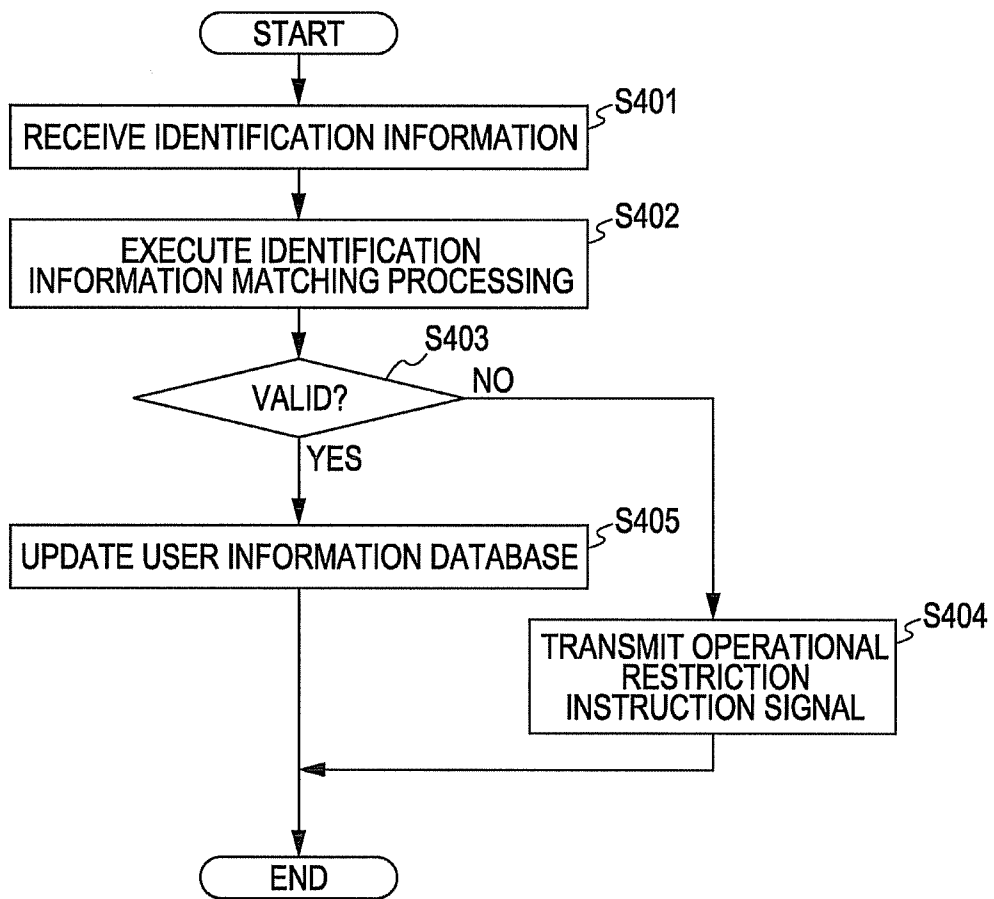 START
S401
RECEIVE IDENTIFICATION INFORMATION
S402
EXECUTE IDENTIFICATION
INFORMATION MATCHING PROCESSING
S403
VALID?
NO
YES
S405
UPDATE USER INFORMATION DATABASE
S404
TRANSMIT OPERATIONAL
RESTRICTION
INSTRUCTION SIGNAL
END